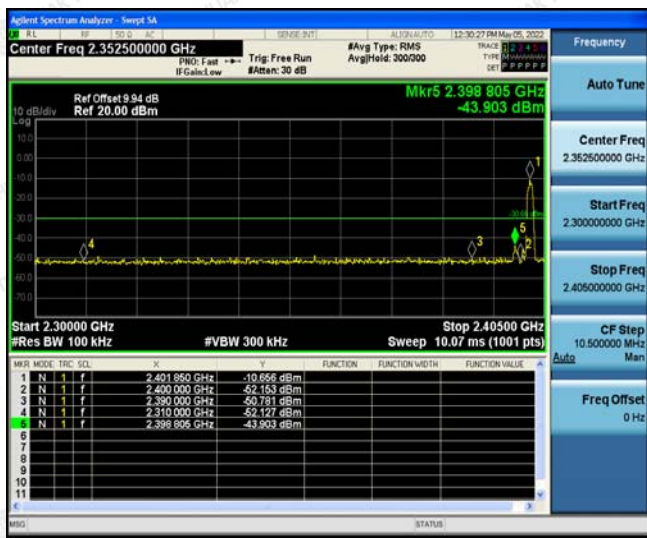 Agilent Spectrum Analyzer - Swept SA
RL RF 50 Ω AC SENSE:INT ALIGN AUTO 12:30:27 PM May 05, 2022
Center Freq 2.352500000 GHz
PNO: Fast
IFGain:Low
Trig: Free Run
#Atten: 30 dB
#Avg Type: RMS
Avg|Hold: 300/300
TRACE 1 2 3 4 5 6
TYPE M
DET P P P P P P
Ref Offset 9.94 dB
Ref 20.00 dBm
10 dB/div
Log
Mkr5 2.398 805 GHz
-43.903 dBm
10.0
0.00
-10.0
-20.0
-30.0
-40.0
-50.0
-60.0
-70.0
1
5
2
3
4
Start 2.30000 GHz Stop 2.40500 GHz
#Res BW 100 kHz #VBW 300 kHz Sweep 10.07 ms (1001 pts)
MKR MODE TRC SCL X Y FUNCTION FUNCTION WIDTH FUNCTION VALUE
1 N 1 f 2.401 850 GHz -10.656 dBm
2 N 1 f 2.400 000 GHz -52.153 dBm
3 N 1 f 2.390 000 GHz -50.781 dBm
4 N 1 f 2.310 000 GHz -52.127 dBm
5 N 1 f 2.398 805 GHz -43.903 dBm
6
7
8
9
10
11
MSG STATUS
Frequency
Auto Tune
Center Freq
2.352500000 GHz
Start Freq
2.300000000 GHz
Stop Freq
2.405000000 GHz
CF Step
10.500000 MHz
Auto Man
Freq Offset
0 Hz